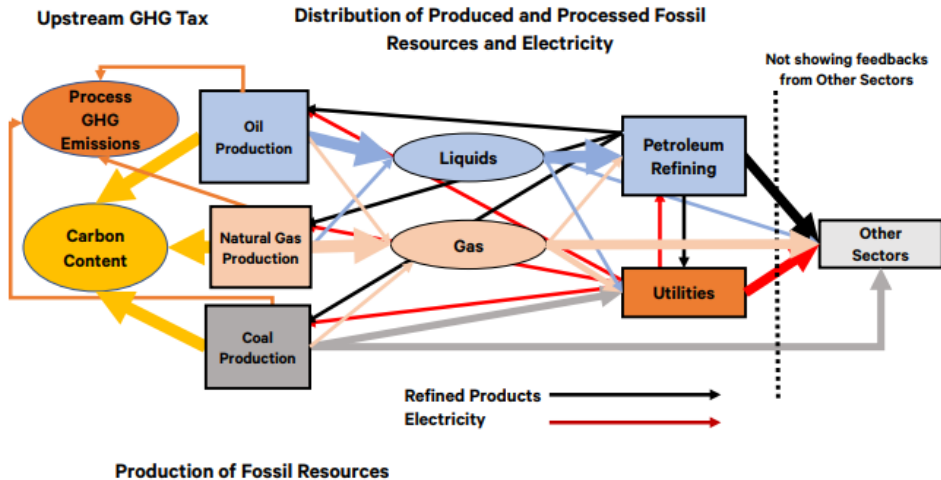 Upstream GHG Tax
Distribution of Produced and Processed Fossil
Resources and Electricity
Not showing feedbacks
from Other Sectors
Process
GHG
Emissions
Oil
Production
Liquids
Petroleum
Refining
Carbon
Content
Natural Gas
Production
Gas
Other
Sectors
Utilities
Coal
Production
Refined Products
Electricity
Production of Fossil Resources